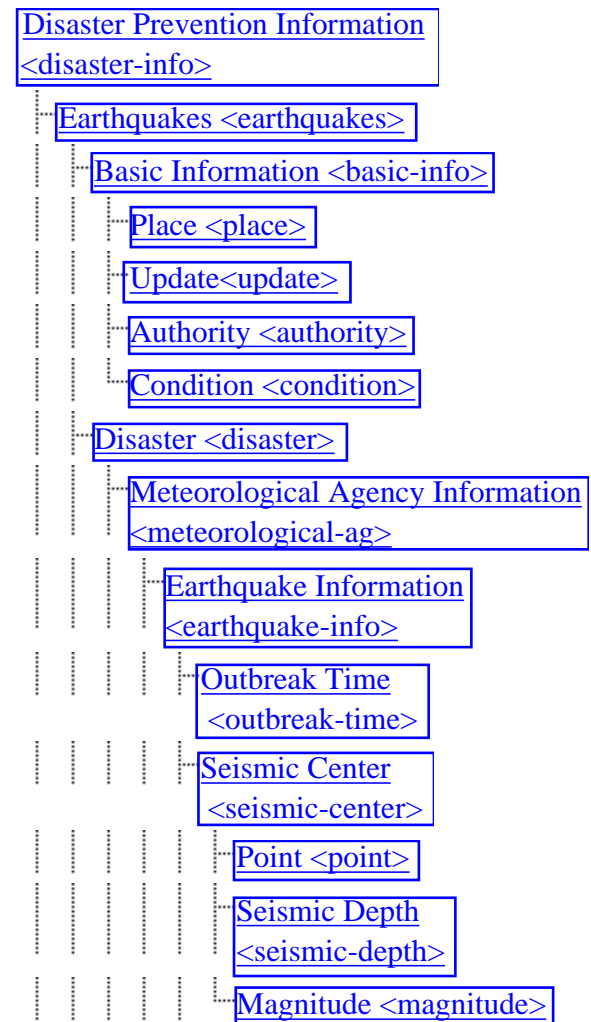 Disaster Prevention Information
<disaster-info>
Earthquakes <earthquakes>
Basic Information <basic-info>
Place <place>
Update<update>
Authority <authority>
Condition <condition>
Disaster <disaster>
Meteorological Agency Information
<meteorological-ag>
Earthquake Information
<earthquake-info>
Outbreak Time
<outbreak-time>
Seismic Center
<seismic-center>
Point <point>
Seismic Depth
<seismic-depth>
Magnitude <magnitude>